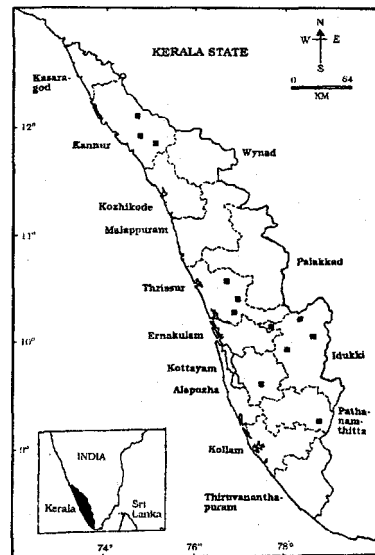 KERALA STATE
N
W E
S
0 64
KM
Kasara-
god
12°
Kannur
Wynad
Kozhikode
Malappuram
11°
Palakkad
Thrissur
Ernakulam
10°
Idukki
Kottayam
Alapuzha
Patha-
namthitta
9°
Kollam
INDIA
Kerala
Sri
Lanka
Thiruvanantha-
puram
74° 76° 78°